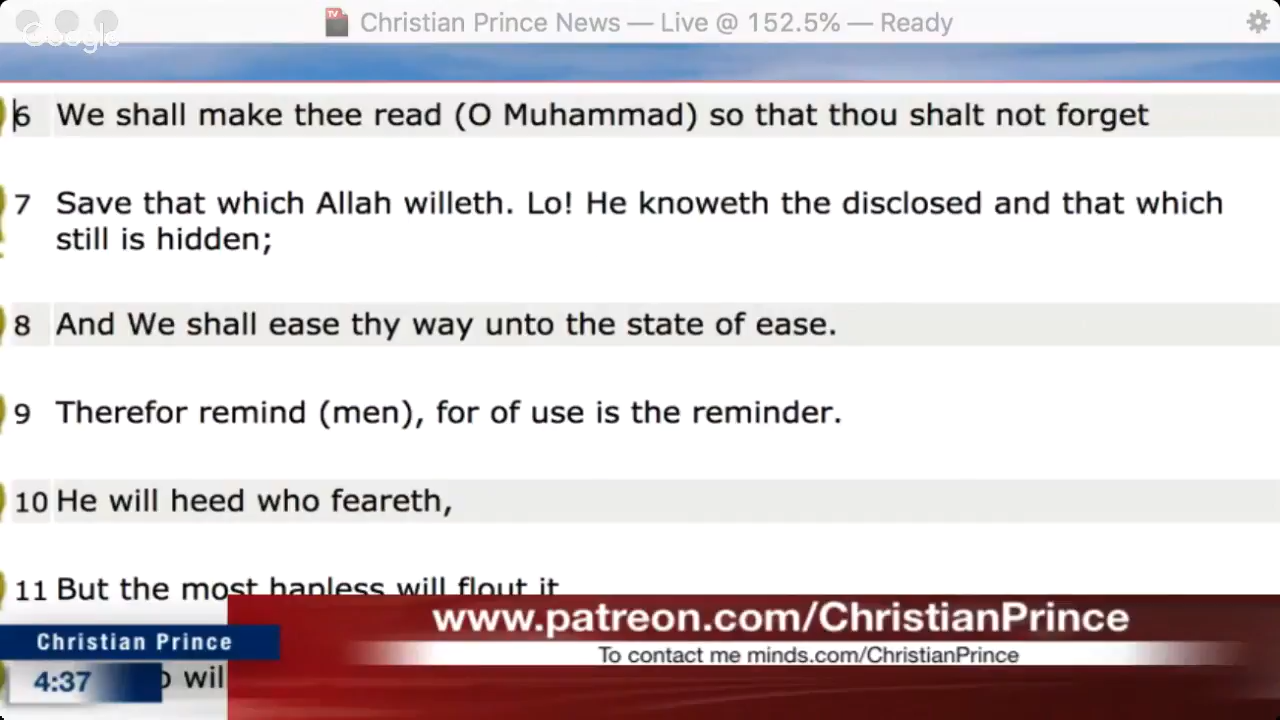 Christian Prince News — Live @ 152.5% — Ready
Google
6 We shall make thee read (O Muhammad) so that thou shalt not forget
7 Save that which Allah willeth. Lo! He knoweth the disclosed and that which
still is hidden;
8 And We shall ease thy way unto the state of ease.
9 Therefor remind (men), for of use is the reminder.
10 He will heed who feareth,
11 But the most hapless will flout it
www.patreon.com/ChristianPrince
Christian Prince
To contact me minds.com/ChristianPrince
4:37
wil